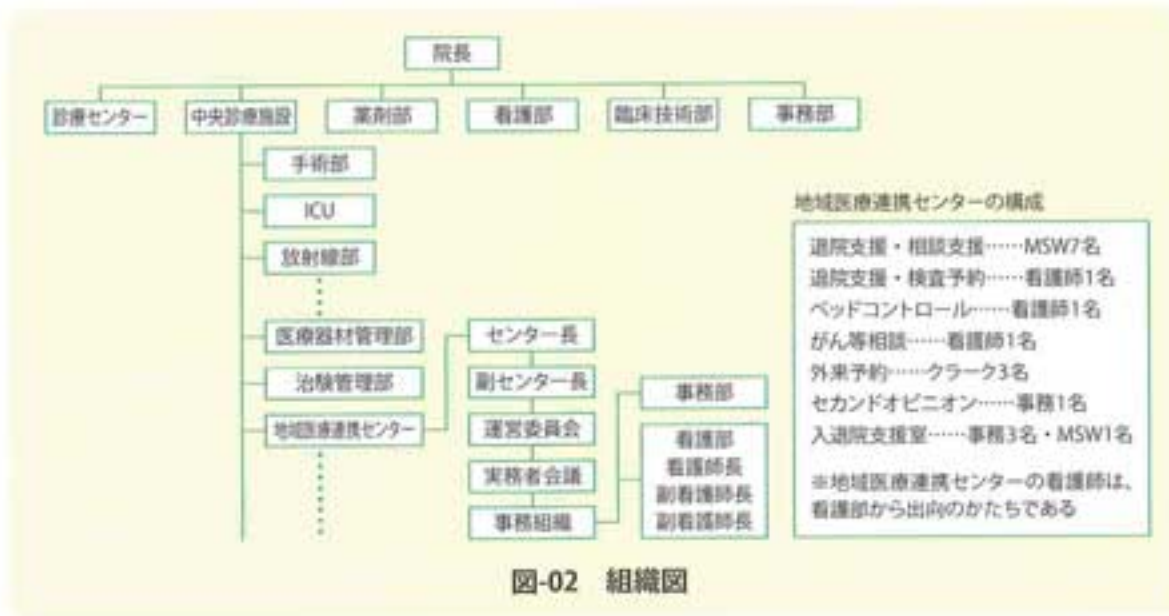 院長
診療センター
中央診療施設
薬剤部
看護部
臨床技術部
事務部
手術部
ICU
放射線部
医療器材管理部
治験管理部
地域医療連携センター
センター長
副センター長
運営委員会
実務者会議
事務組織
事務部
看護部
看護師長
副看護師長
副看護師長
地域医療連携センターの構成
退院支援・相談支援……MSW7名
退院支援・検査予約……看護師1名
ベッドコントロール……看護師1名
がん等相談……看護師1名
外来予約……クラーク3名
セカンドオピニオン……事務1名
入退院支援室……事務3名・MSW1名
※地域医療連携センターの看護師は、
看護部から出向のかたちである
図-02 組織図